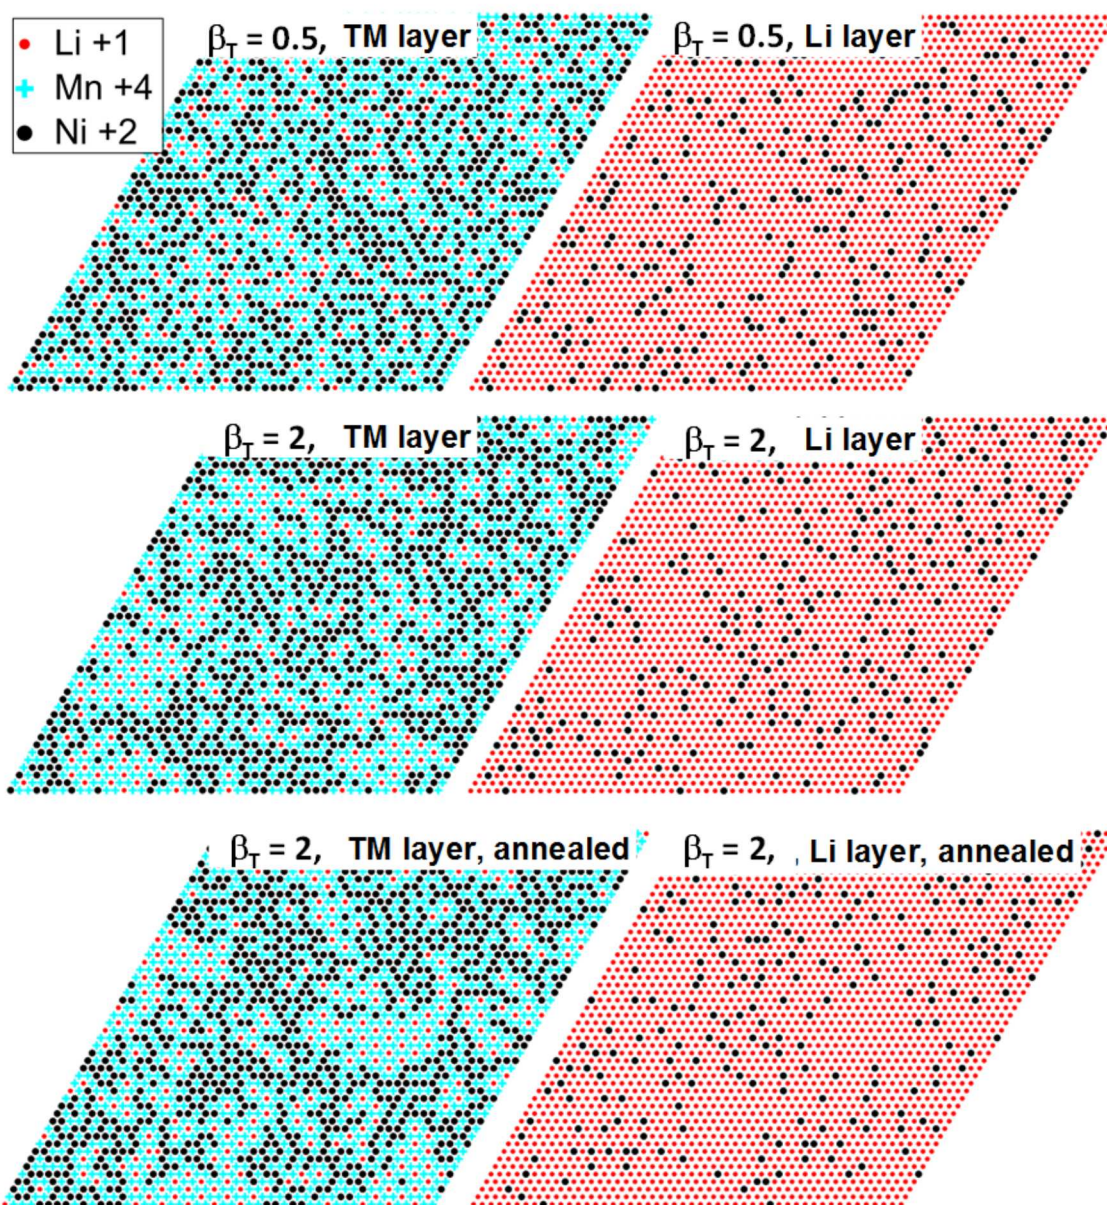 Li +1
Mn +4
Ni +2
β_T = 0.5, TM layer
β_T = 0.5, Li layer
β_T = 2, TM layer
β_T = 2, Li layer
β_T = 2, TM layer, annealed
β_T = 2, , Li layer, annealed